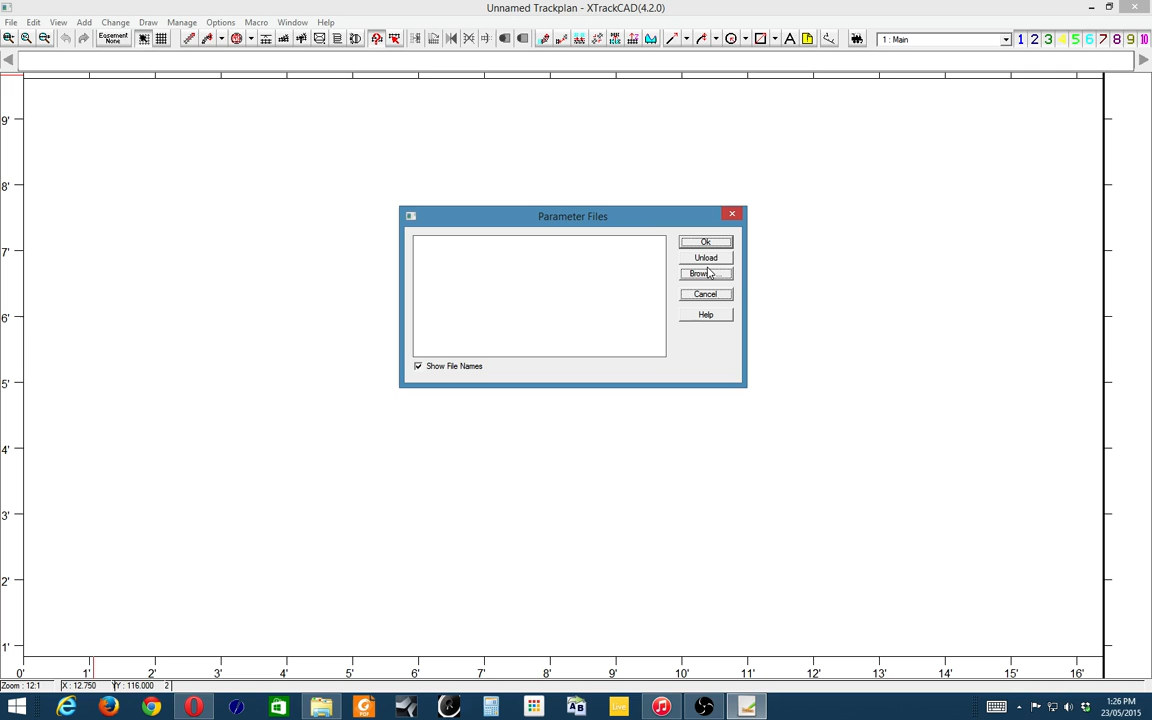 Unnamed Trackplan - XTrackCAD(4.2.0)
File Edit View Add Change Draw Manage Options Macro Window Help
Easement None 1 : Main 1 2 3 4 5 6 7 8 9 10
9'
8'
7'
6'
5'
4'
3'
2'
1'
Parameter Files
Ok
Unload
Cancel
Help
Show File Names
0' 1' 2' 3' 4' 5' 6' 7' 8' 9' 10' 11' 12' 13' 14' 15' 16'
Zoom : 12:1 X : 12.750 Y : 116.000 2
1:26 PM
23/05/2015